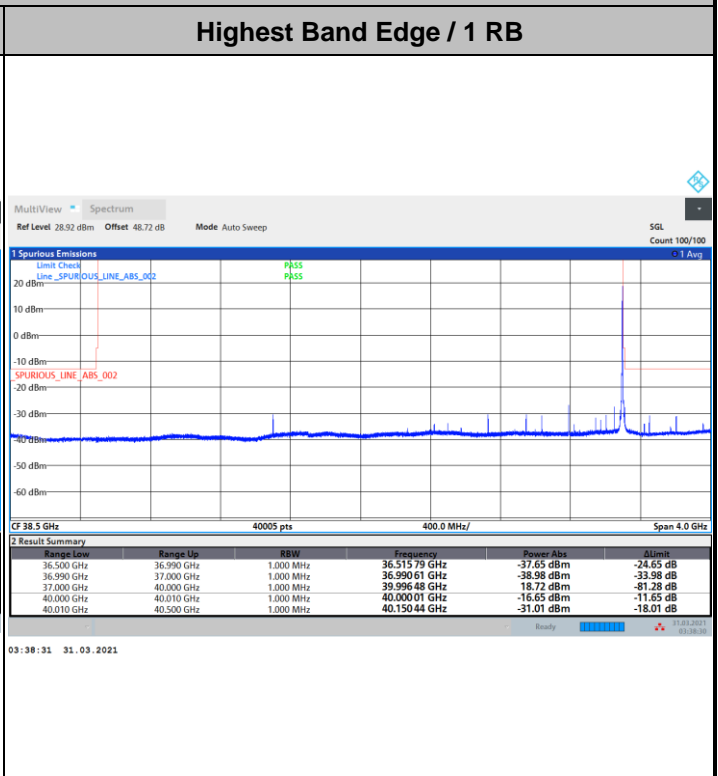 Highest Band Edge / 1 RB
MultiView Spectrum
Ref Level 28.92 dBm Offset 48.72 dB Mode Auto Sweep SGL
Count 100/100
1 Spurious Emissions 1 Avg
Limit Check PASS
Line _SPURIOUS_LINE_ABS_002 PASS
20 dBm
10 dBm
0 dBm
-10 dBm
_SPURIOUS_LINE_ABS_002
-20 dBm
-30 dBm
-40 dBm
-50 dBm
-60 dBm
CF 38.5 GHz 40005 pts 400.0 MHz/ Span 4.0 GHz
2 Result Summary
Range Low Range Up RBW Frequency Power Abs ΔLimit
36.500 GHz 36.990 GHz 1.000 MHz 36.515 79 GHz -37.65 dBm -24.65 dB
36.990 GHz 37.000 GHz 1.000 MHz 36.990 61 GHz -38.98 dBm -33.98 dB
37.000 GHz 40.000 GHz 1.000 MHz 39.996 48 GHz 18.72 dBm -81.28 dB
40.000 GHz 40.010 GHz 1.000 MHz 40.000 01 GHz -16.65 dBm -11.65 dB
40.010 GHz 40.500 GHz 1.000 MHz 40.150 44 GHz -31.01 dBm -18.01 dB
Ready 31.03.2021
03:38:30
03:38:31 31.03.2021